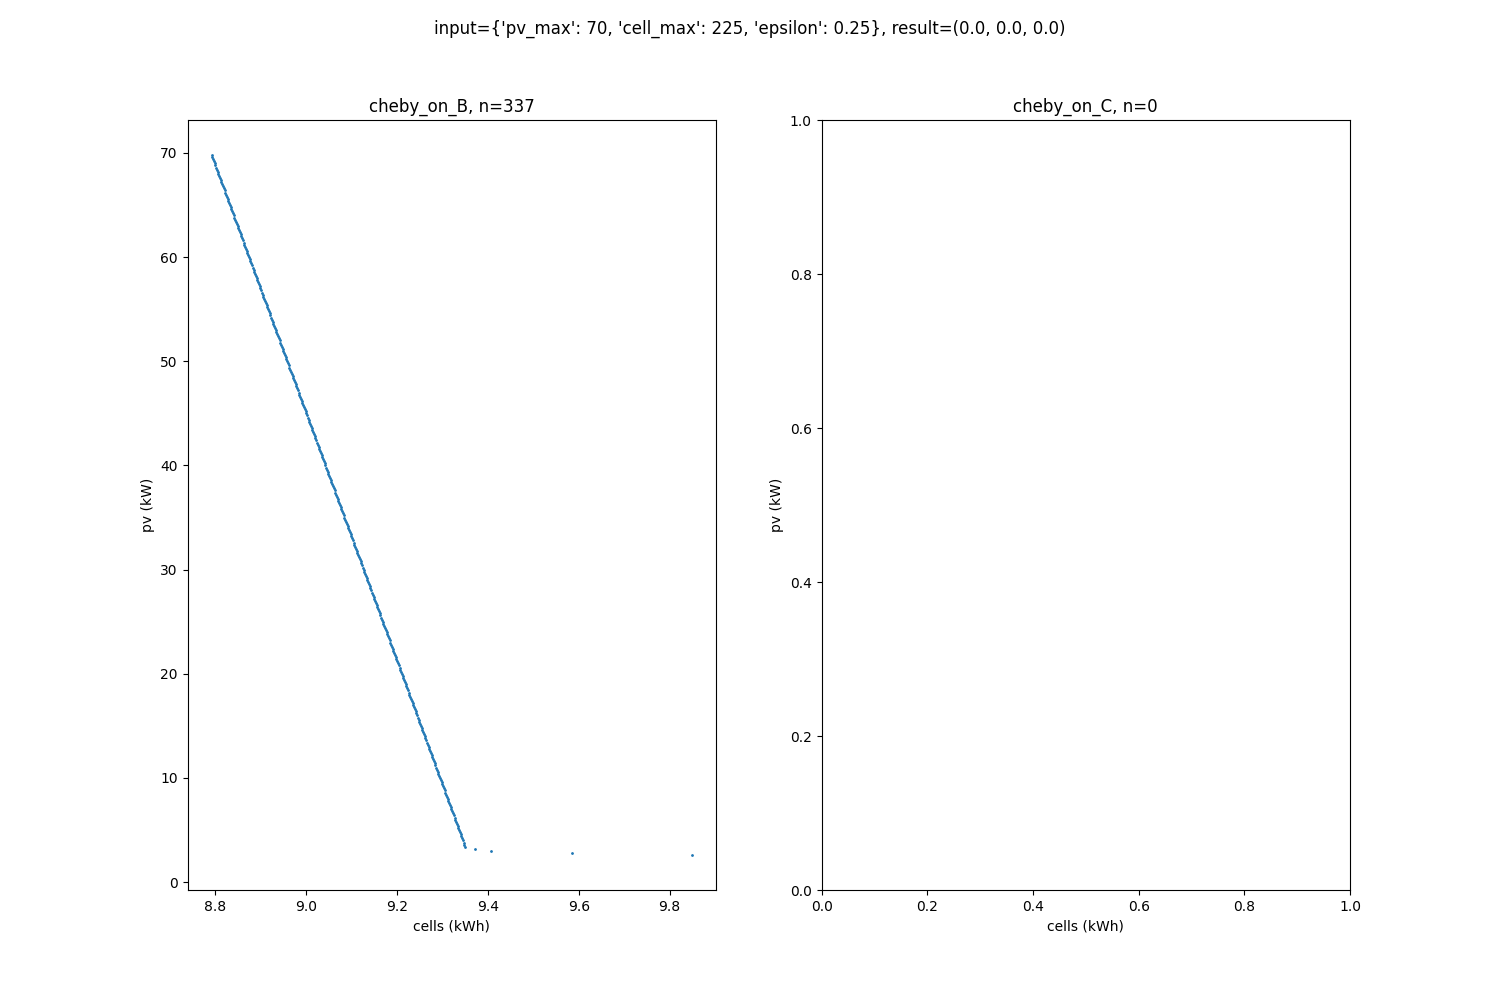 input={'pv_max': 70, 'cell_max': 225, 'epsilon': 0.25}, result=(0.0, 0.0, 0.0)
cheby_on_B, n=337
70
60
50
40
30
20
10
0
pv (kW)
8.8 9.0 9.2 9.4 9.6 9.8
cells (kWh)
cheby_on_C, n=0
1.0
0.8
0.6
0.4
0.2
0.0
pv (kW)
0.0 0.2 0.4 0.6 0.8 1.0
cells (kWh)